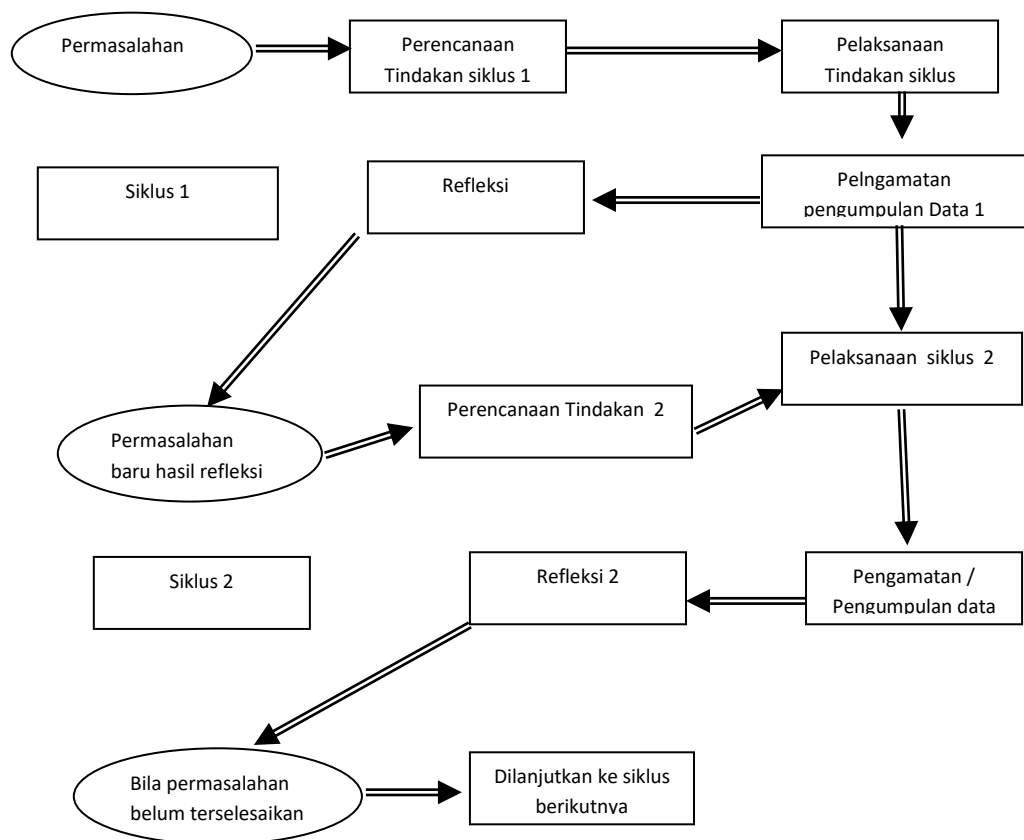 Permasalahan
Perencanaan
Tindakan siklus 1
Pelaksanaan
Tindakan siklus
Siklus 1
Refleksi
Pelngamatan
pengumpulan Data 1
Permasalahan
baru hasil refleksi
Perencanaan Tindakan 2
Pelaksanaan siklus 2
Siklus 2
Refleksi 2
Pengamatan /
Pengumpulan data
Bila permasalahan
belum terselesaikan
Dilanjutkan ke siklus
berikutnya